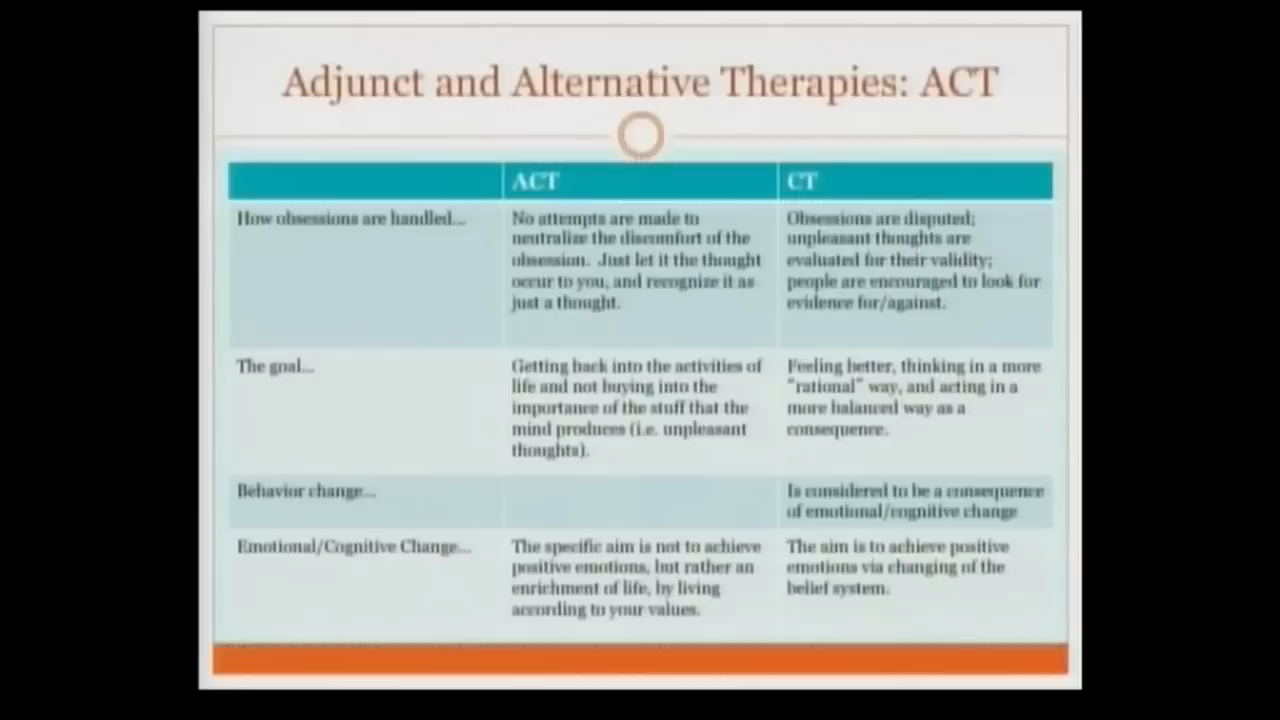 Adjunct and Alternative Therapies: ACT
ACT
CT
How obsessions are handled...
No attempts are made to
neutralize the discomfort of the
obsession. Just let it the thought
occur to you, and recognize it as
just a thought.
Obsessions are disputed;
unpleasant thoughts are
evaluated for their validity;
people are encouraged to look for
evidence for/against.
The goal...
Getting back into the activities of
life and not buying into the
importance of the stuff that the
mind produces (i.e. unpleasant
thoughts).
Feeling better, thinking in a more
"rational" way, and acting in a
more balanced way as a
consequence.
Behavior change...
Is considered to be a consequence
of emotional/cognitive change
Emotional/Cognitive Change...
The specific aim is not to achieve
positive emotions, but rather an
enrichment of life, by living
according to your values.
The aim is to achieve positive
emotions via changing of the
belief system.